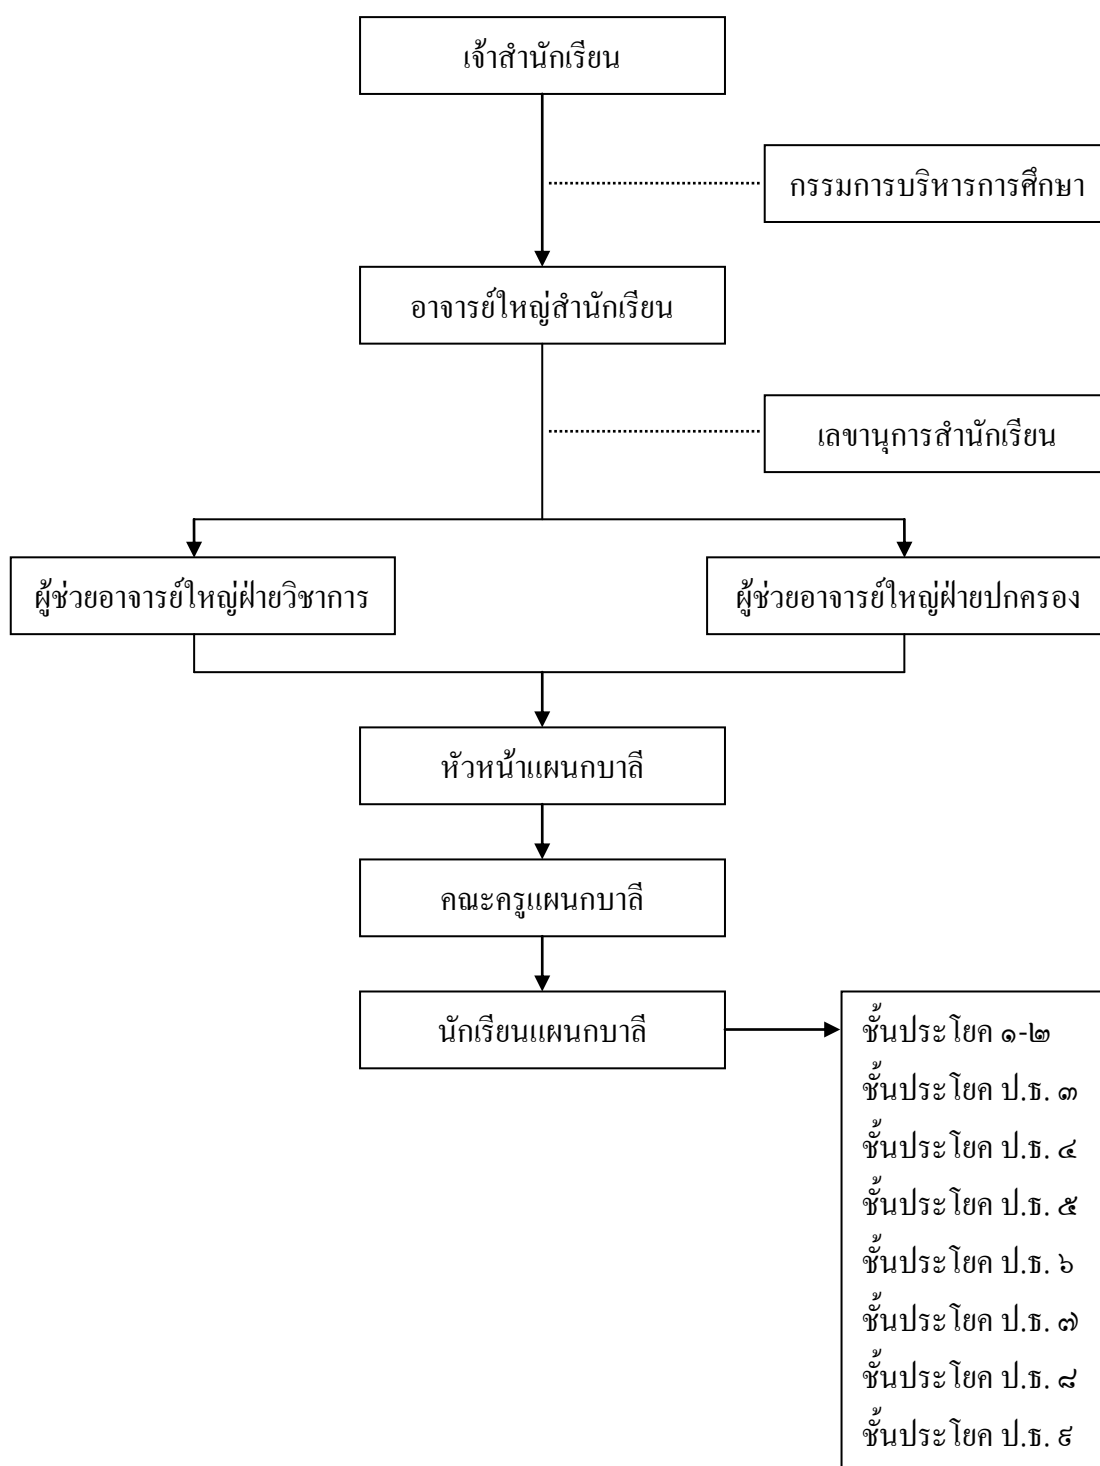 เจ้าสำนักเรียน
กรรมการบริหารการศึกษา
อาจารย์ใหญ่สำนักเรียน
เลขานุการสำนักเรียน
ผู้ช่วยอาจารย์ใหญ่ฝ่ายวิชาการ
ผู้ช่วยอาจารย์ใหญ่ฝ่ายปกครอง
หัวหน้าแผนกบาลี
คณะครูแผนกบาลี
นักเรียนแผนกบาลี
ชั้นประโยค ๑-๒
ชั้นประโยค ป.ธ. ๓
ชั้นประโยค ป.ธ. ๔
ชั้นประโยค ป.ธ. ๕
ชั้นประโยค ป.ธ. ๖
ชั้นประโยค ป.ธ. ๗
ชั้นประโยค ป.ธ. ๘
ชั้นประโยค ป.ธ. ๙